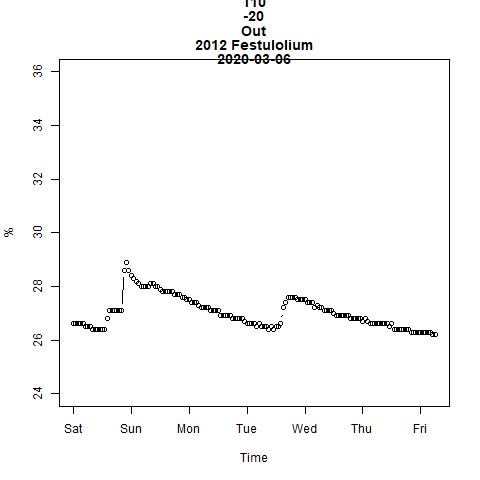 110
-20
Out
2012 Festulolium
2020-03-06
36
34
32
30
28
26
24
%
Sat Sun Mon Tue Wed Thu Fri
Time